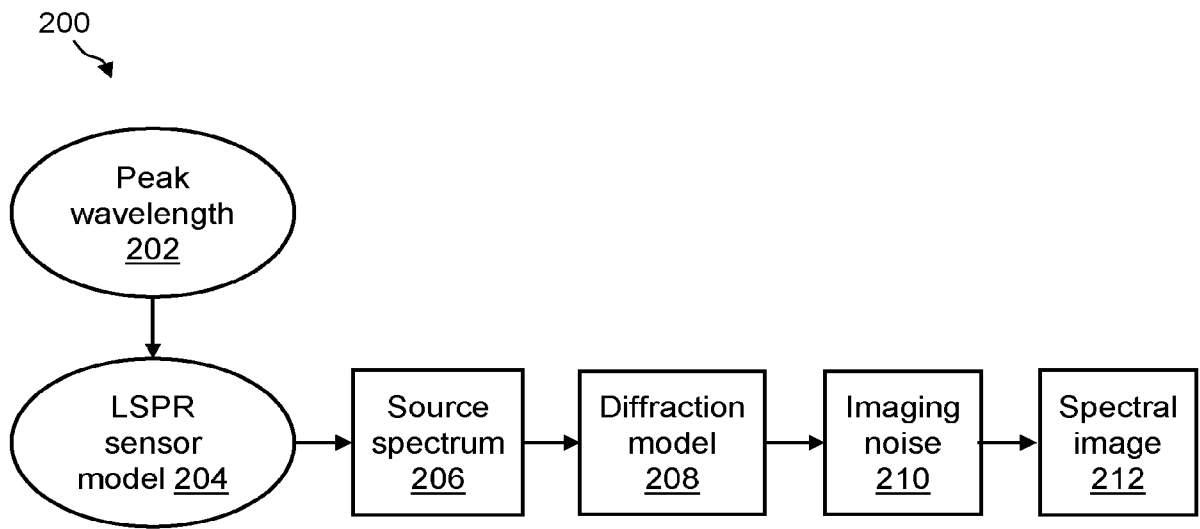 200
Peak
wavelength
202
LSPR
sensor
model 204
Source
spectrum
206
Diffraction
model
208
Imaging
noise
210
Spectral
image
212